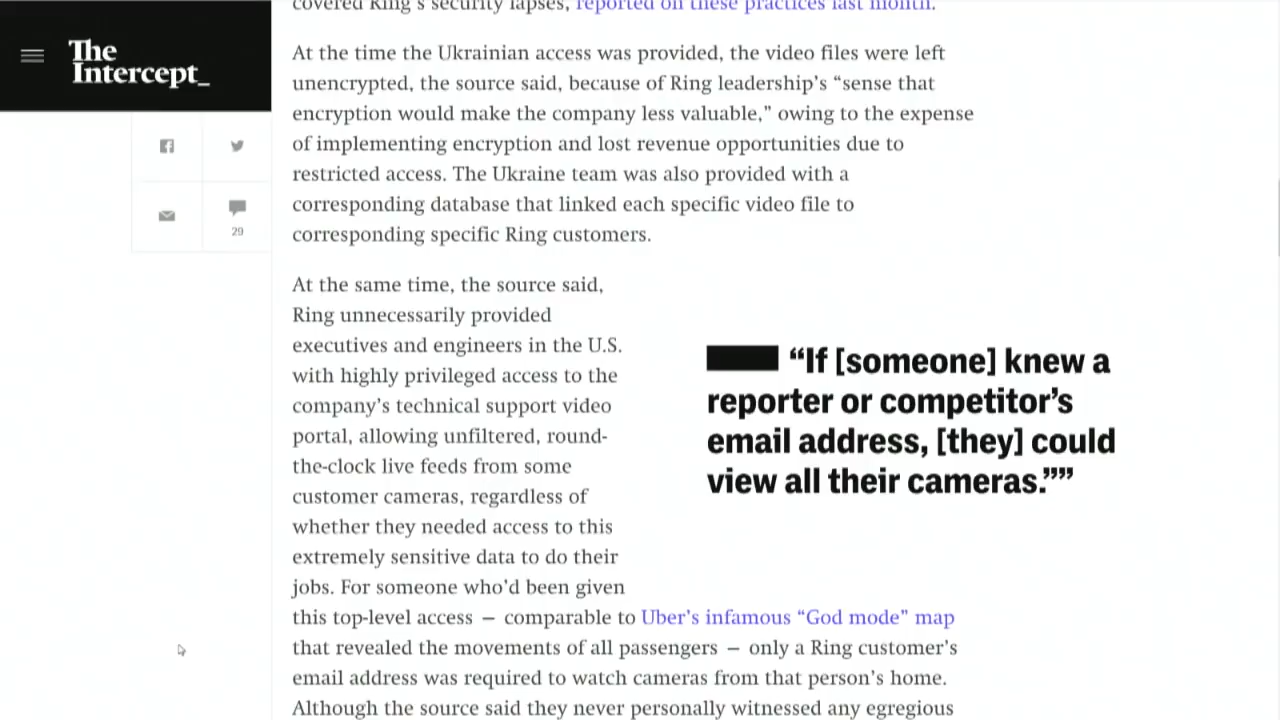 covered Ring's security lapses, reported on these practices last month.
The
Intercept_
At the time the Ukrainian access was provided, the video files were left
unencrypted, the source said, because of Ring leadership’s “sense that
encryption would make the company less valuable,” owing to the expense
of implementing encryption and lost revenue opportunities due to
restricted access. The Ukraine team was also provided with a
corresponding database that linked each specific video file to
corresponding specific Ring customers.
29
At the same time, the source said,
Ring unnecessarily provided
executives and engineers in the U.S.
with highly privileged access to the
company’s technical support video
portal, allowing unfiltered, round-
the-clock live feeds from some
customer cameras, regardless of
whether they needed access to this
extremely sensitive data to do their
jobs. For someone who’d been given
this top-level access — comparable to Uber’s infamous “God mode” map
that revealed the movements of all passengers — only a Ring customer’s
email address was required to watch cameras from that person’s home.
Although the source said they never personally witnessed any egregious
“If [someone] knew a
reporter or competitor’s
email address, [they] could
view all their cameras.””